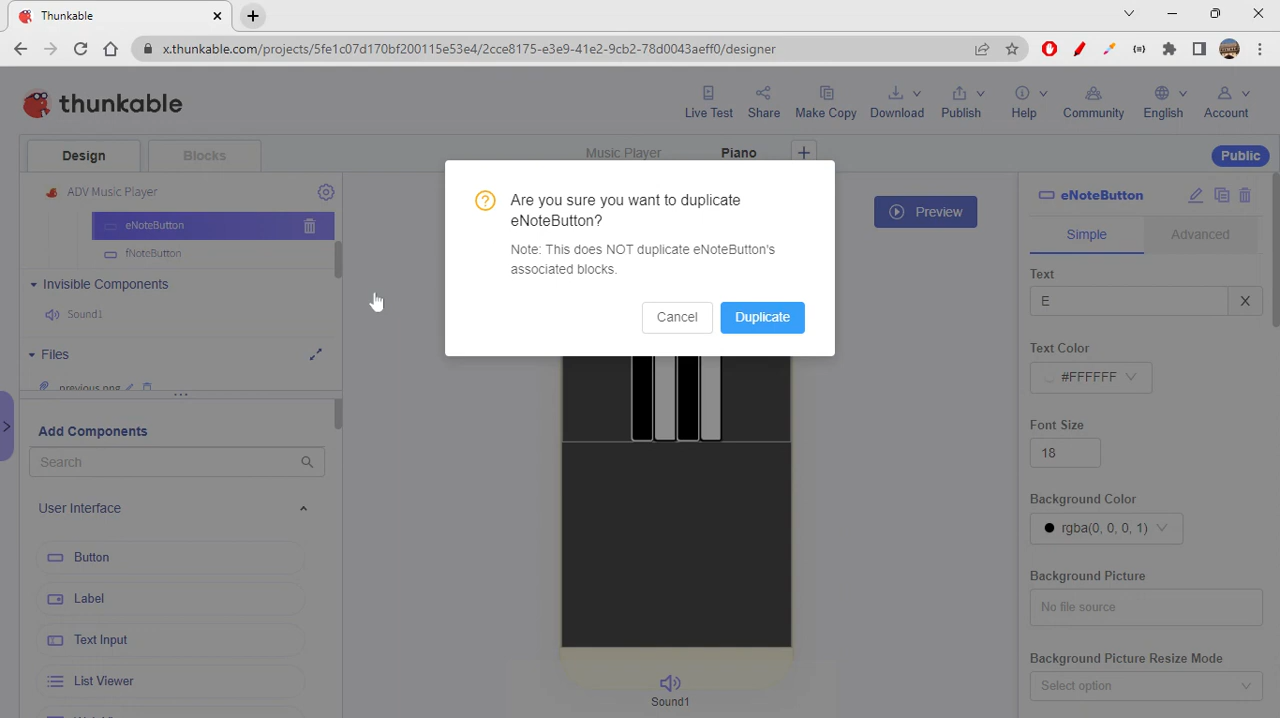 Thunkable
x.thunkable.com/projects/5fe1c07d170bf200115e53e4/2cce8175-e3e9-41e2-9cb2-78d0043aeff0/designer
thunkable
Live Test
Share
Make Copy
Download
Publish
Help
Community
English
Account
Design
Blocks
Music Player
Piano
Public
ADV Music Player
eNoteButton
fNoteButton
Invisible Components
Sound1
Files
previous.png
Add Components
Search
User Interface
Button
Label
Text Input
List Viewer
Are you sure you want to duplicate
eNoteButton?
Note: This does NOT duplicate eNoteButton's
associated blocks.
Cancel
Duplicate
Sound1
Preview
eNoteButton
Simple
Advanced
Text
E
Text Color
#FFFFFF
Font Size
18
Background Color
rgba(0, 0, 0, 1)
Background Picture
No file source
Background Picture Resize Mode
Select option